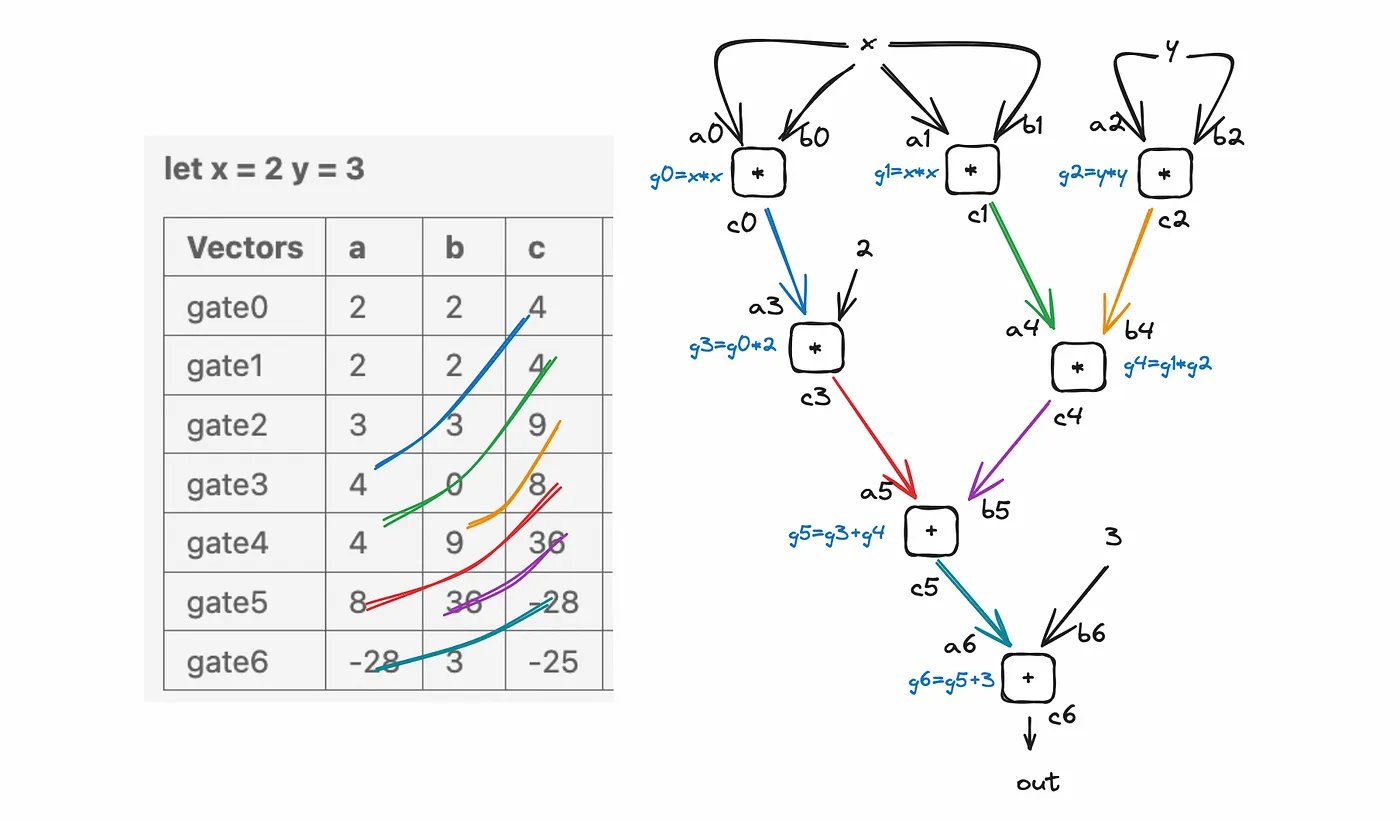 let x = 2 y = 3
Vectors a b c
gate0 2 2 4
gate1 2 2 4
gate2 3 3 9
gate3 4 0 8
gate4 4 9 36
gate5 8 36 -28
gate6 -28 3 -25
x y
a0 b0 a1 b1 a2 b2
g0=x*x * g1=x*x * g2=y*y *
c0 c1 c2
2
a3 a4 b4
g3=g0*2 * * g4=g1*g2
c3 c4
a5 b5
g5=g3+g4 + 3
c5
a6 b6
g6=g5+3 +
c6
out